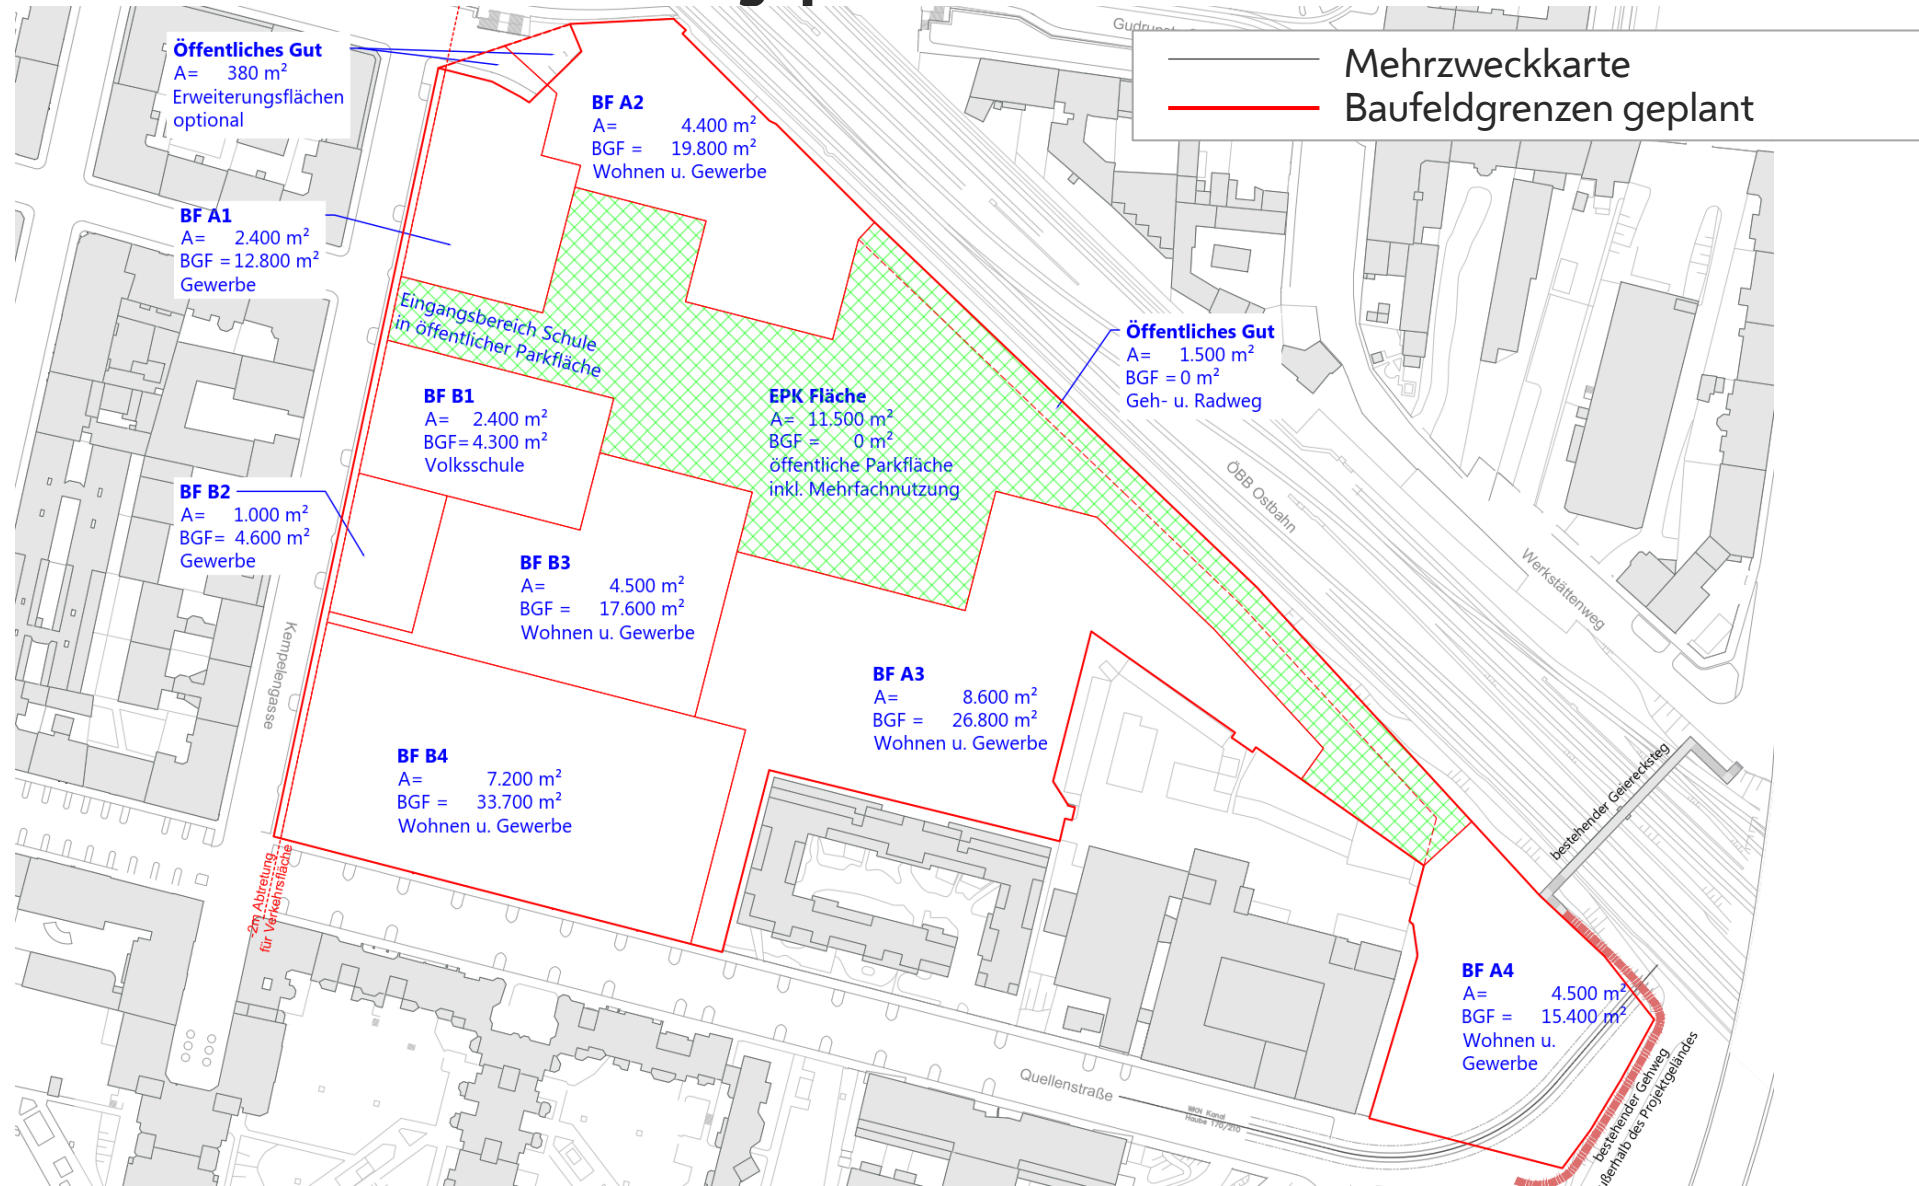 Mehrzweckkarte
Baufeldgrenzen geplant
Öffentliches Gut
A= 380 m²
Erweiterungsflächen
optional
BF A2
A= 4.400 m²
BGF = 19.800 m²
Wohnen u. Gewerbe
BF A1
A= 2.400 m²
BGF = 12.800 m²
Gewerbe
Eingangsbereich Schule
in öffentlicher Parkfläche
Öffentliches Gut
A= 1.500 m²
BGF = 0 m²
Geh- u. Radweg
BF B1
A= 2.400 m²
BGF= 4.300 m²
Volksschule
EPK Fläche
A= 11.500 m²
BGF = 0 m²
öffentliche Parkfläche
inkl. Mehrfachnutzung
BF B2
A= 1.000 m²
BGF= 4.600 m²
Gewerbe
BF B3
A= 4.500 m²
BGF = 17.600 m²
Wohnen u. Gewerbe
ÖBB Ostbahn
Werkstättenweg
Kempelengasse
BF A3
A= 8.600 m²
BGF = 26.800 m²
Wohnen u. Gewerbe
BF B4
A= 7.200 m²
BGF = 33.700 m²
Wohnen u. Gewerbe
bestehender Geierecksteg
-2m Abtretung
für Verkehrsfläche
BF A4
A= 4.500 m²
BGF = 15.400 m²
Wohnen u.
Gewerbe
Quellenstraße
bestehender Gehweg
des Projektgeländes